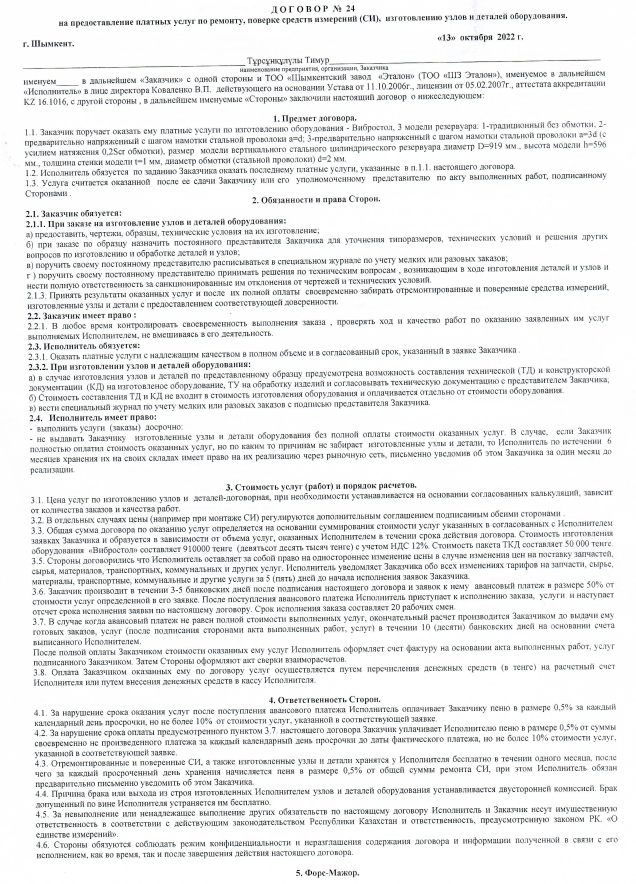 Д О Г О В О Р № 24
на предоставление платных услуг по ремонту, поверке средств измерений (СИ), изготовлению узлов и деталей оборудования.
г. Шымкент. «13» октября 2022 г.
Тұрсұнқұлұлы Тимур
наименование предприятия, организации, Заказчика
именуем_____ в дальнейшем «Заказчик» с одной стороны и ТОО «Шымкентский завод «Эталон» (ТОО «ШЗ Эталон»), именуемое в дальнейшем
«Исполнитель» в лице директора Коваленко В.П. действующего на основании Устава от 11.10.2006г., лицензии от 05.02.2007г., аттестата аккредитации
KZ 16.1016, с другой стороны , в дальнейшем именуемые «Стороны» заключили настоящий договор о нижеследующем:
1. Предмет договора.
1.1. Заказчик поручает оказать ему платные услуги по изготовлению оборудования - Вибростол, 3 модели резервуара: 1-традиционный без обмотки; 2-
предварительно напряженный с шагом намотки стальной проволоки a=d; 3-предварительно напряженный с шагом намотки стальной проволоки a=3d (с
усилием натяжения 0,2Sст обмотки), размер модели вертикального стального цилиндрического резервуара диаметр D=919 мм., высота модели h=596
мм., толщина стенки модели t=1 мм, диаметр обмотки (стальной проволоки) d=2 мм.
1.2. Исполнитель обязуется по заданию Заказчика оказать последнему платные услуги, указанные в п.1.1. настоящего договора.
1.3. Услуга считается оказанной после ее сдачи Заказчику или его уполномоченному представителю по акту выполненных работ, подписанному
Сторонами .
2. Обязанности и права Сторон.
2.1. Заказчик обязуется:
2.1.1. При заказе на изготовление узлов и деталей оборудования:
а) предоставить, чертежи, образцы, технические условия на их изготовление;
б) при заказе по образцу назначить постоянного представителя Заказчика для уточнения типоразмеров, технических условий и решения других
вопросов по изготовлению и обработке деталей и узлов;
в) поручить своему постоянному представителю расписываться в специальном журнале по учету мелких или разовых заказов;
г ) поручить своему постоянному представителю принимать решения по техническим вопросам , возникающим в ходе изготовления деталей и узлов и
нести полную ответственность за санкционированные им отклонения от чертежей и технических условий.
2.1.3. Принять результаты оказанных услуг и после их полной оплаты своевременно забирать отремонтированные и поверенные средства измерений,
изготовленные узлы и детали с предоставлением соответствующей доверенности.
2.2. Заказчик имеет право :
2.2.1. В любое время контролировать своевременность выполнения заказа , проверять ход и качество работ по оказанию заявленных им услуг
выполняемых Исполнителем, не вмешиваясь в его деятельность.
2.3. Исполнитель обязуется:
2.3.1. Оказать платные услуги с надлежащим качеством в полном объеме и в согласованный срок, указанный в заявке Заказчика .
2.3.2. При изготовлении узлов и деталей оборудования:
а) в случае изготовления узлов и деталей по представленному образцу предусмотрена возможность составления технической (ТД) и конструкторской
документации (КД) на изготовленое оборудование, ТУ на обработку изделий и согласовывать техническую документацию с представителем Заказчика;
б) Стоимость составления ТД и КД не входит в стоимость изготовления оборудования и оплачивается отдельно от стоимости оборудования.
в) вести специальный журнал по учету мелких или разовых заказов с подписью представителя Заказчика.
2.4. Исполнитель имеет право:
- выполнить услуги (заказы) досрочно:
- не выдавать Заказчику изготовленные узлы и детали оборудования без полной оплаты стоимости оказанных услуг. В случае, если Заказчик
полностью оплатил стоимость оказанных услуг, но по каким то причинам не забирает изготовленные узлы и детали, то Исполнитель по истечении 6
месяцев хранения их на своих складах имеет право на их реализацию через рыночную сеть, письменно уведомив об этом Заказчика за один месяц до
реализации.
3. Стоимость услуг (работ) и порядок расчетов.
3.1. Цена услуг по изготовлению узлов и деталей-договорная, при необходимости устанавливается на основании согласованных калькуляций, зависит
от количества заказов и качества работ.
3.2. В отдельных случаях цены (например при монтаже СИ) регулируются дополнительным соглашением подписанным обеими сторонами .
3.3. Общая сумма договора по оказанию услуг определяется на основании суммирования стоимости услуг указанных в согласованных с Исполнителем
заявках Заказчика и образуется в зависимости от объема услуг, оказанных Исполнителем в течении срока действия договора. Стоимость изготовления
оборудования «Вибростол» составляет 910000 тенге (девятьсот десять тысяч тенге) с учетом НДС 12%. Стоимость пакета ТКД составляет 50 000 тенге.
3.5. Стороны договорились что Исполнитель оставляет за собой право на одностороннее изменение цены в случае изменения цен на поставку запчастей,
сырья, материалов, транспортных, коммунальных и других услуг. Исполнитель уведомляет Заказчика обо всех изменениях тарифов на запчасти, сырье,
материалы, транспортные, коммунальные и другие услуги за 5 (пять) дней до начала исполнения заявок Заказчика.
3.6. Заказчик производит в течении 3-5 банковских дней после подписания настоящего договора и заявок к нему авансовый платеж в размере 50% от
стоимости услуг определенной в его заявке. После поступления авансового платежа Исполнитель приступает к исполнению заказа, услуги и наступает
отсчет срока исполнения заявки по настоящему договору. Срок исполнения заказа составляет 20 рабочих смен.
3.7. В случае когда авансовый платеж не равен полной стоимости выполненных услуг, окончательный расчет производится Заказчиком до выдачи ему
готовых заказов, услуг (после подписания сторонами акта выполненных работ, услуг) в течении 10 (десяти) банковских дней на основании счета
выписанного Исполнителем.
После полной оплаты Заказчиком стоимости оказанных ему услуг Исполнитель оформляет счет фактуру на основании акта выполненных работ, услуг
подписанного Заказчиком. Затем Стороны оформляют акт сверки взаиморасчетов.
3.8. Оплата Заказчиком оказанных ему по договору услуг осуществляется путем перечисления денежных средств (в тенге) на расчетный счет
Исполнителя или путем внесения денежных средств в кассу Исполнителя.
4. Ответственность Сторон.
4.1. За нарушение срока оказания услуг после поступления авансового платежа Исполнитель оплачивает Заказчику пеню в размере 0,5% за каждый
календарный день просрочки, но не более 10% от стоимости услуг, указанной в соответствующей заявке.
4.2. За нарушение срока оплаты предусмотренного пунктом 3.7. настоящего договора Заказчик уплачивает Исполнителю пеню в размере 0,5% от суммы
своевременно не произведенного платежа за каждый календарный день просрочки до даты фактического платежа, но не более 10% стоимости услуг,
указанной в соответствующей заявке.
4.3. Отремонтированные и поверенные СИ, а также изготовленные узлы и детали хранятся у Исполнителя бесплатно в течении одного месяца, после
чего за каждый просроченный день хранения начисляется пеня в размере 0,5% от общей суммы ремонта СИ, при этом Исполнитель обязан
предварительно письменно уведомить об этом Заказчика.
4.4. Причина брака или выхода из строя изготовленных Исполнителем узлов и деталей оборудования устанавливается двусторонней комиссией. Брак
допущенный по вине Исполнителя устраняется им бесплатно.
4.5. За невыполнение или ненадлежащее выполнение других обязательств по настоящему договору Исполнитель и Заказчик несут имущественную
ответственность в соответствии с действующим законодательством Республики Казахстан и ответственность, предусмотренную законом РК. «О
единстве измерений».
4.6. Стороны обязуются соблюдать режим конфиденциальности и неразглашения содержания договора и информации полученной в связи с его
исполнением, как во время, так и после завершения действия настоящего договора.
5. Форс-Мажор.